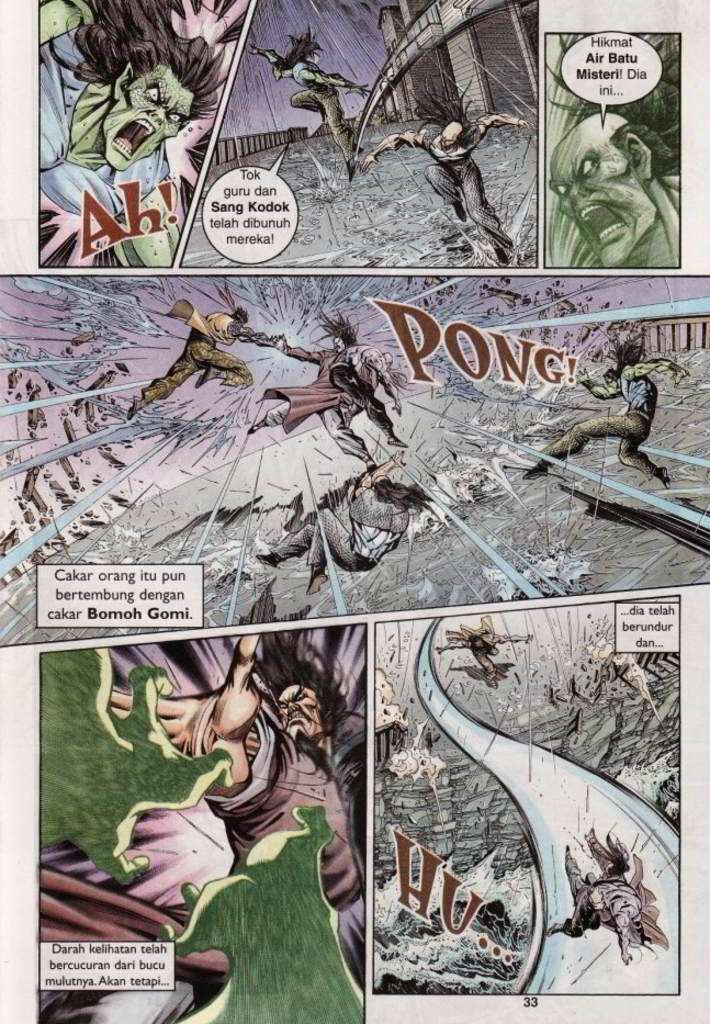 Ah!
Tok
guru dan
Sang Kodok
telah dibunuh
mereka!
Hikmat
Air Batu
Misteri! Dia
ini...
PONG!
Cakar orang itu pun
bertembung dengan
cakar Bomoh Gomi.
Darah kelihatan telah
bercucuran dari bucu
mulutnya. Akan tetapi...
...dia telah
berundur
dan...
HU...
33